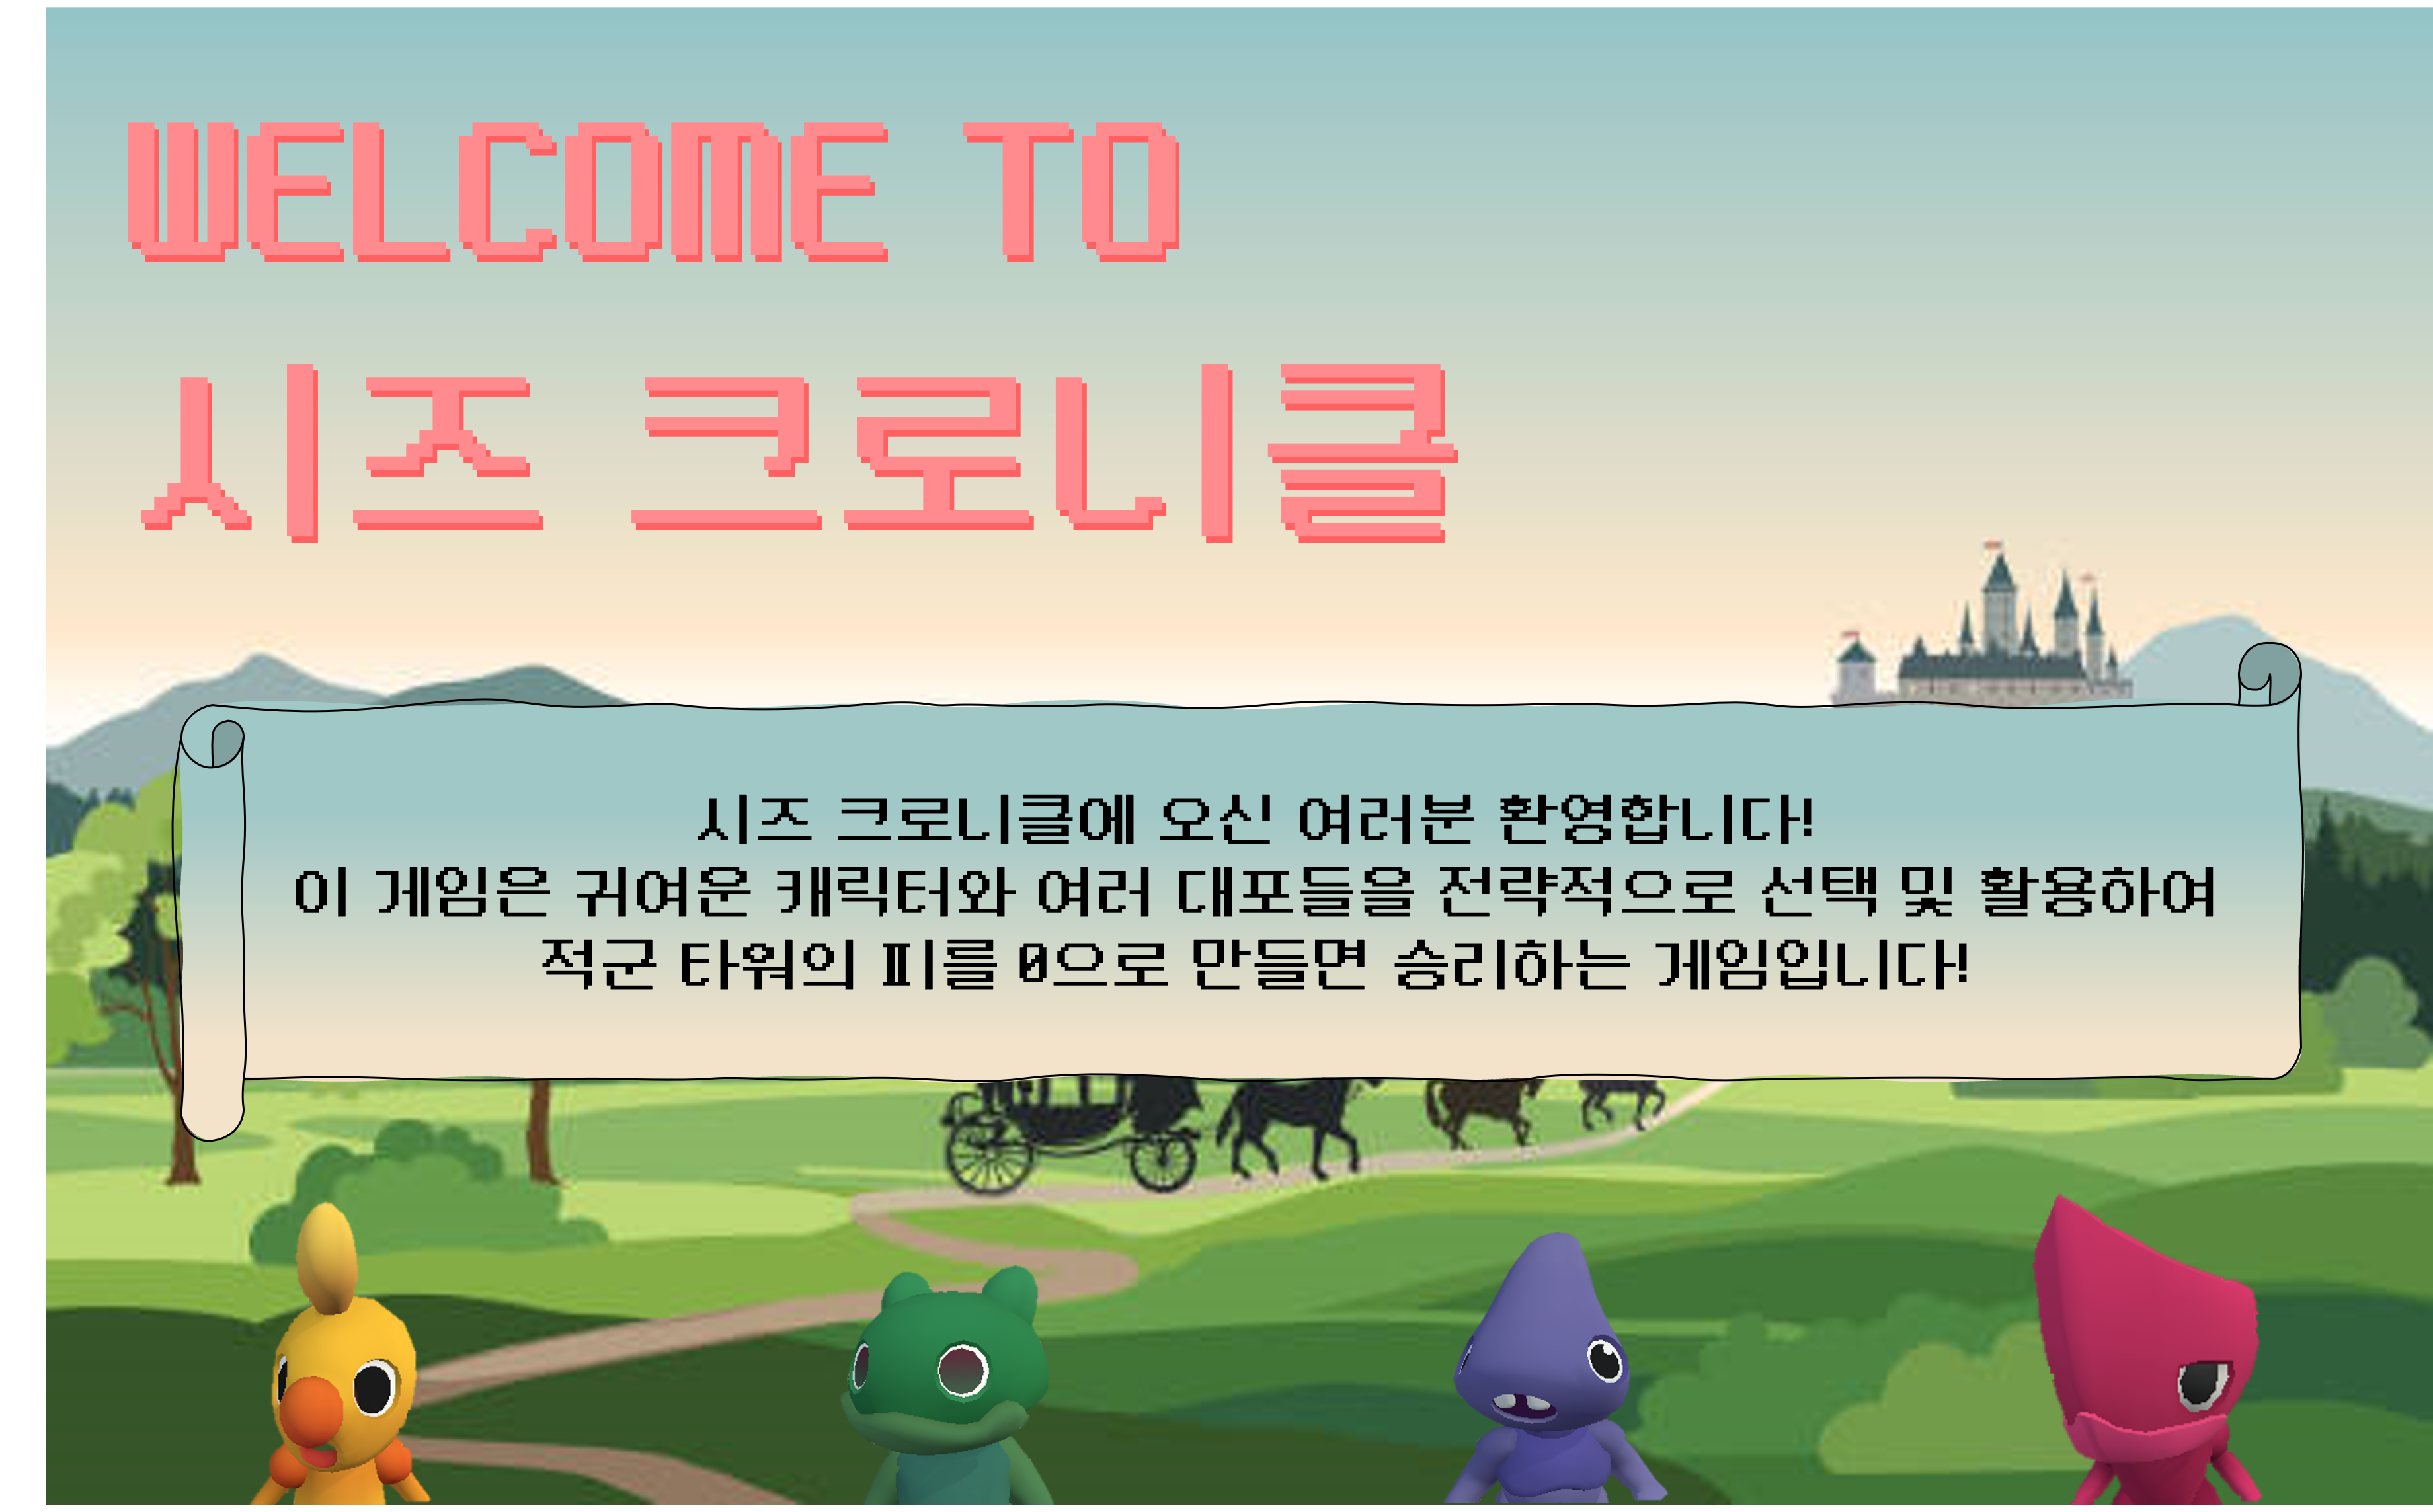 WELCOME TO
시즈 크로니클
시즈 크로니클에 오신 여러분 환영합니다!
이 게임은 귀여운 캐릭터와 여러 대포들을 전략적으로 선택 및 활용하여
적군 타워의 피를 0으로 만들면 승리하는 게임입니다!